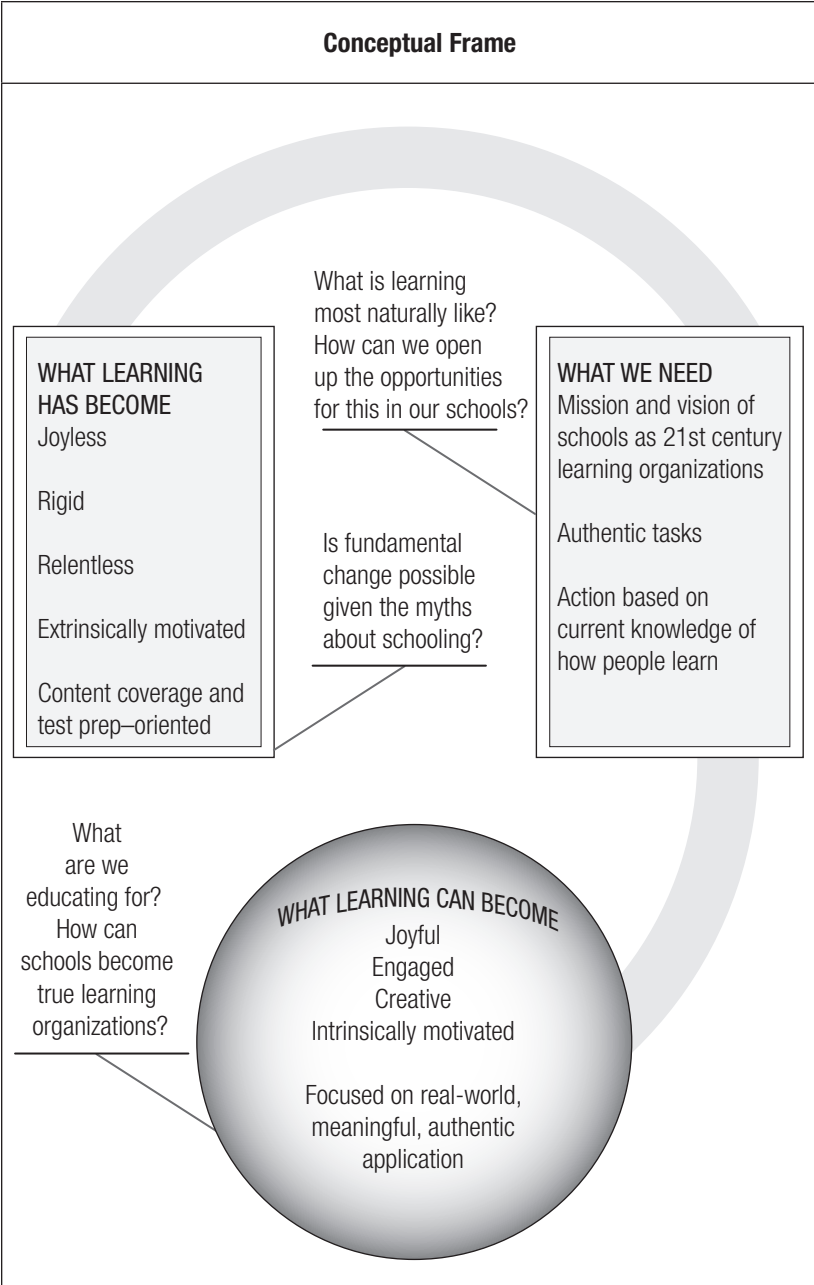 Conceptual Frame
What is learning
most naturally like?
How can we open
up the opportunities
for this in our schools?
WHAT LEARNING
HAS BECOME
Joyless
Rigid
Relentless
Extrinsically motivated
Content coverage and
test prep–oriented
Is fundamental
change possible
given the myths
about schooling?
WHAT WE NEED
Mission and vision of
schools as 21st century
learning organizations
Authentic tasks
Action based on
current knowledge of
how people learn
What
are we
educating for?
How can
schools become
true learning
organizations?
WHAT LEARNING CAN BECOME
Joyful
Engaged
Creative
Intrinsically motivated
Focused on real-world,
meaningful, authentic
application